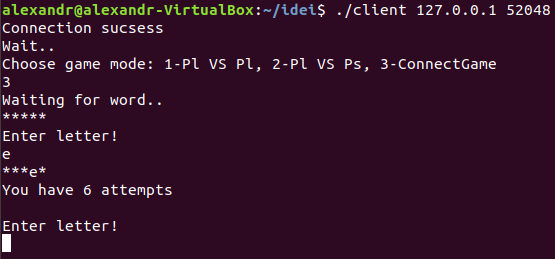 alexandr@alexandr-VirtualBox:~/idei$ ./client 127.0.0.1 52048
Connection sucsess
Wait..
Choose game mode: 1-Pl VS Pl, 2-Pl VS Ps, 3-ConnectGame
3
Waiting for word..
*****
Enter letter!
e
***e*
You have 6 attempts
Enter letter!